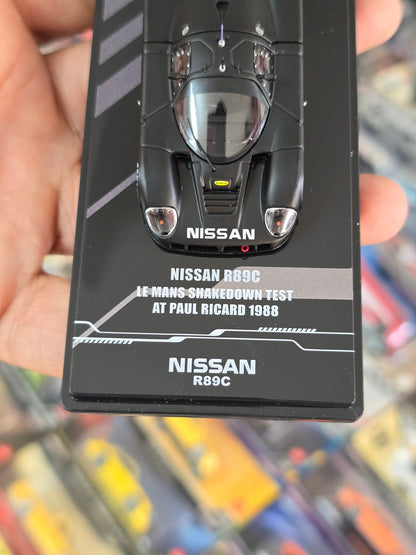 NISSAN
NISSAN R89C
LE MANS SHAKEDOWN TEST
AT PAUL RICARD 1988
NISSAN
R89C